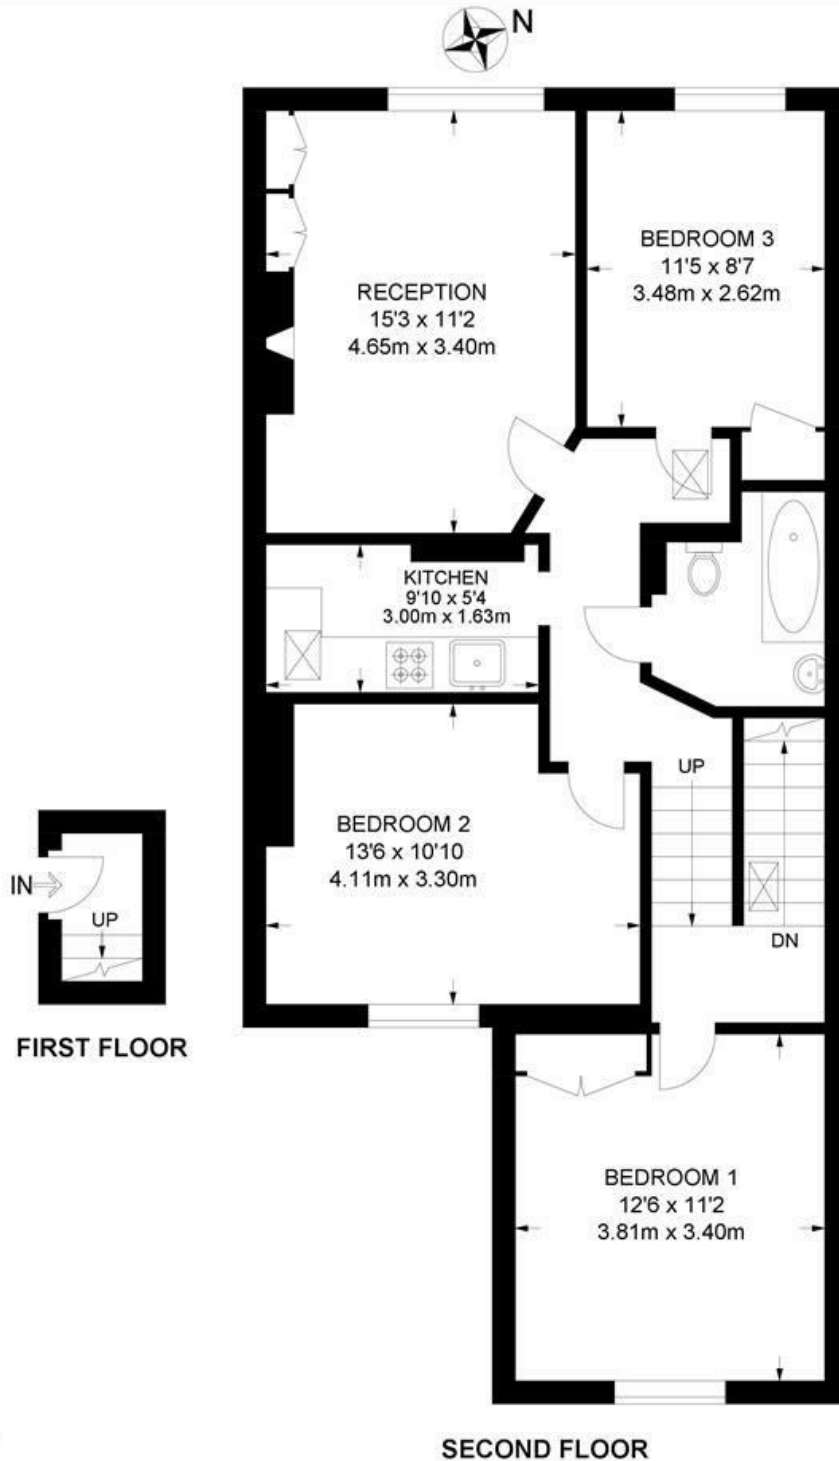 N
RECEPTION
15'3 x 11'2
4.65m x 3.40m
BEDROOM 3
11'5 x 8'7
3.48m x 2.62m
KITCHEN
9'10 x 5'4
3.00m x 1.63m
BEDROOM 2
13'6 x 10'10
4.11m x 3.30m
UP
DN
IN
UP
FIRST FLOOR
BEDROOM 1
12'6 x 11'2
3.81m x 3.40m
SECOND FLOOR